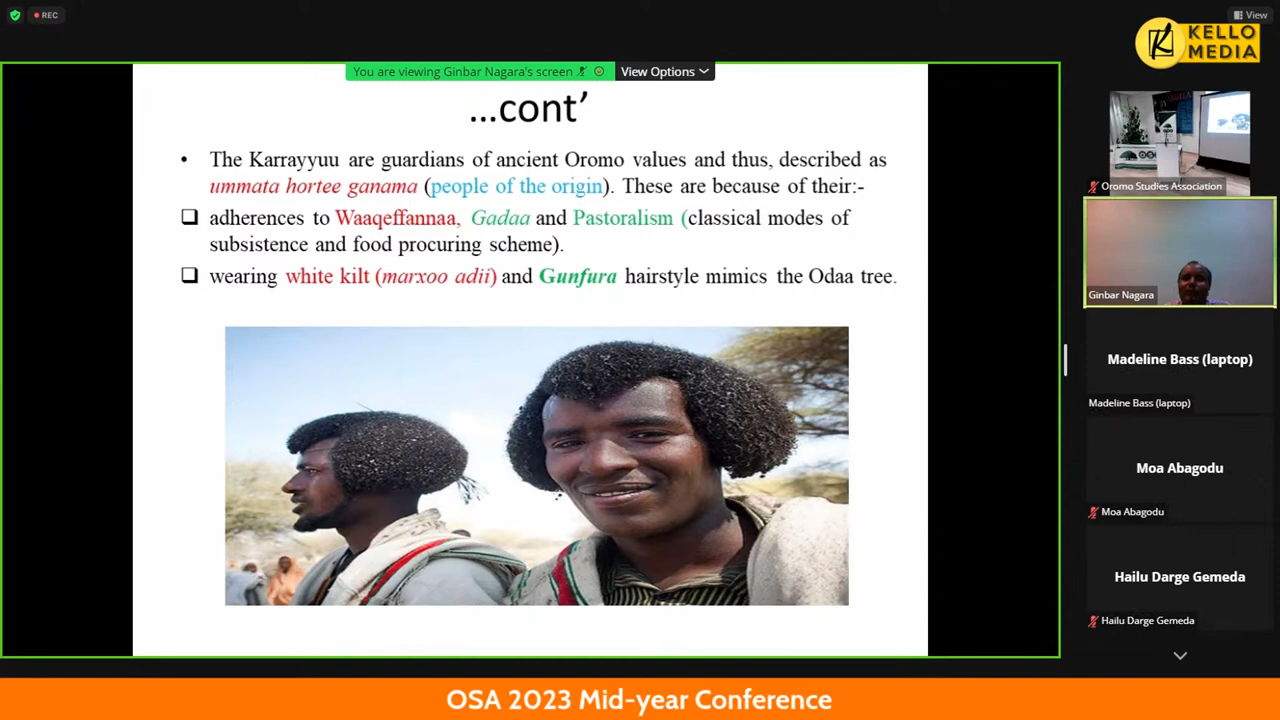 REC
View
KELLO
MEDIA
You are viewing Ginbar Nagara's screen
View Options
...cont’
• The Karrayyuu are guardians of ancient Oromo values and thus, described as
ummata hortee ganama (people of the origin). These are because of their:-
❑ adherences to Waaqeffannaa, Gadaa and Pastoralism (classical modes of
subsistence and food procuring scheme).
❑ wearing white kilt (marxoo adii) and Gunfura hairstyle mimics the Odaa tree.
Oromo Studies Association
Ginbar Nagara
Madeline Bass (laptop)
Madeline Bass (laptop)
Moa Abagodu
Moa Abagodu
Hailu Darge Gemeda
Hailu Darge Gemeda
OSA 2023 Mid-year Conference